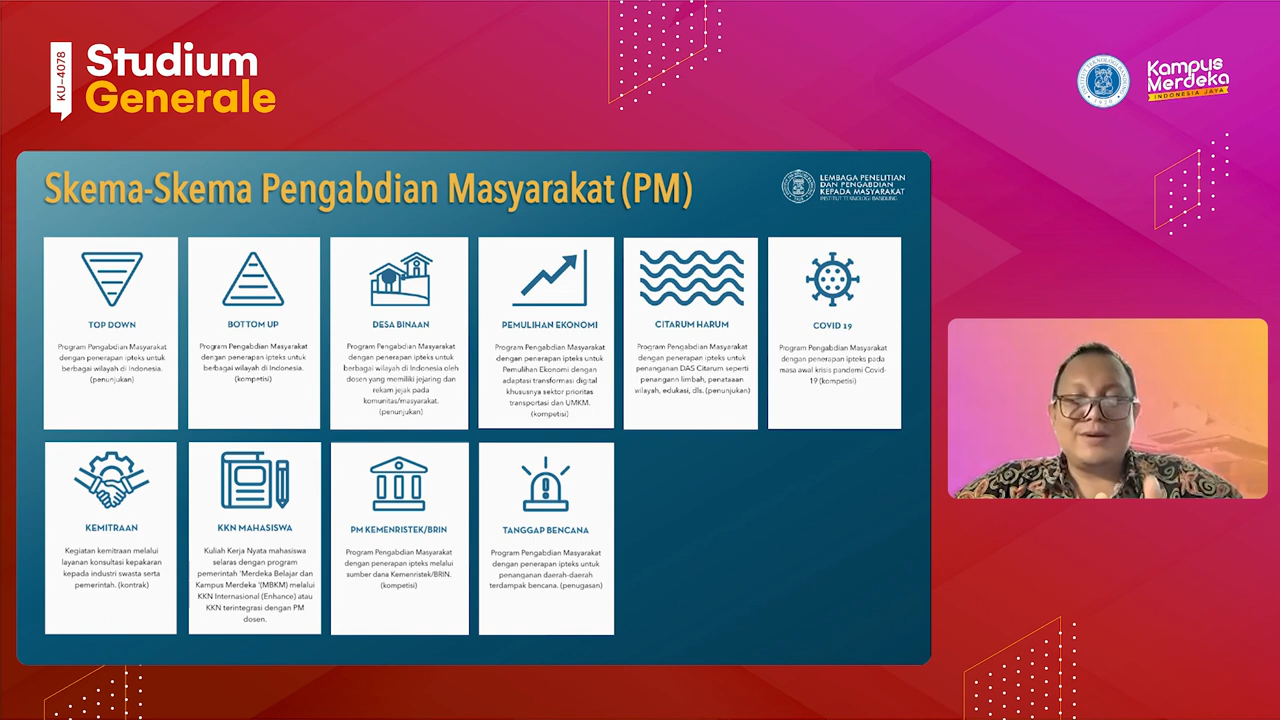 KU-4078
Studium
Generale
INSTITUT TEKNOLOGI BANDUNG
1920
Kampus
Merdeka
INDONESIA JAYA
Skema-Skema Pengabdian Masyarakat (PM)
LEMBAGA PENELITIAN
DAN PENGABDIAN
KEPADA MASYARAKAT
INSTITUT TEKNOLOGI BANDUNG
TOP DOWN
Program Pengabdian Masyarakat
dengan penerapan ipteks untuk
berbagai wilayah di Indonesia.
(penunjukan)
BOTTOM UP
Program Pengabdian Masyarakat
dengan penerapan ipteks untuk
berbagai wilayah di Indonesia.
(kompetisi)
DESA BINAAN
Program Pengabdian Masyarakat
dengan penerapan ipteks untuk
berbagai wilayah di Indonesia oleh
dosen yang memiliki jejaring dan
rekam jejak pada
komunitas/masyarakat.
(penunjukan)
PEMULIHAN EKONOMI
Program Pengabdian Masyarakat
dengan penerapan ipteks untuk
Pemulihan Ekonomi dengan
adaptasi transformasi digital
khususnya sektor prioritas
transportasi dan UMKM.
(kompetisi)
CITARUM HARUM
Program Pengabdian Masyarakat
dengan penerapan ipteks untuk
penanganan DAS Citarum seperti
penangann limbah, penataaan
wilayah, edukasi, dls. (penunjukan)
COVID 19
Program Pengabdian Masyarakat
dengan penerapan ipteks pada
masa awal krisis pandemi Covid-
19 (kompetisi)
KEMITRAAN
Kegiatan kemitraan melalui
layanan konsultasi kepakaran
kepada industri swasta serta
pemerintah. (kontrak)
KKN MAHASISWA
Kuliah Kerja Nyata mahasiswa
selaras dengan program
pemerintah 'Merdeka Belajar dan
Kampus Merdeka '(MBKM) melalui
KKN Internasional (Enhance) atau
KKN terintegrasi dengan PM
dosen.
PM KEMENRISTEK/BRIN
Program Pengabdian Masyarakat
dengan penerapan ipteks melalui
sumber dana Kemenristek/BRIN.
(kompetisi)
TANGGAP BENCANA
Program Pengabdian Masyarakat
dengan penerapan ipteks untuk
penanganan daerah-daerah
terdampak bencana. (penugasan)